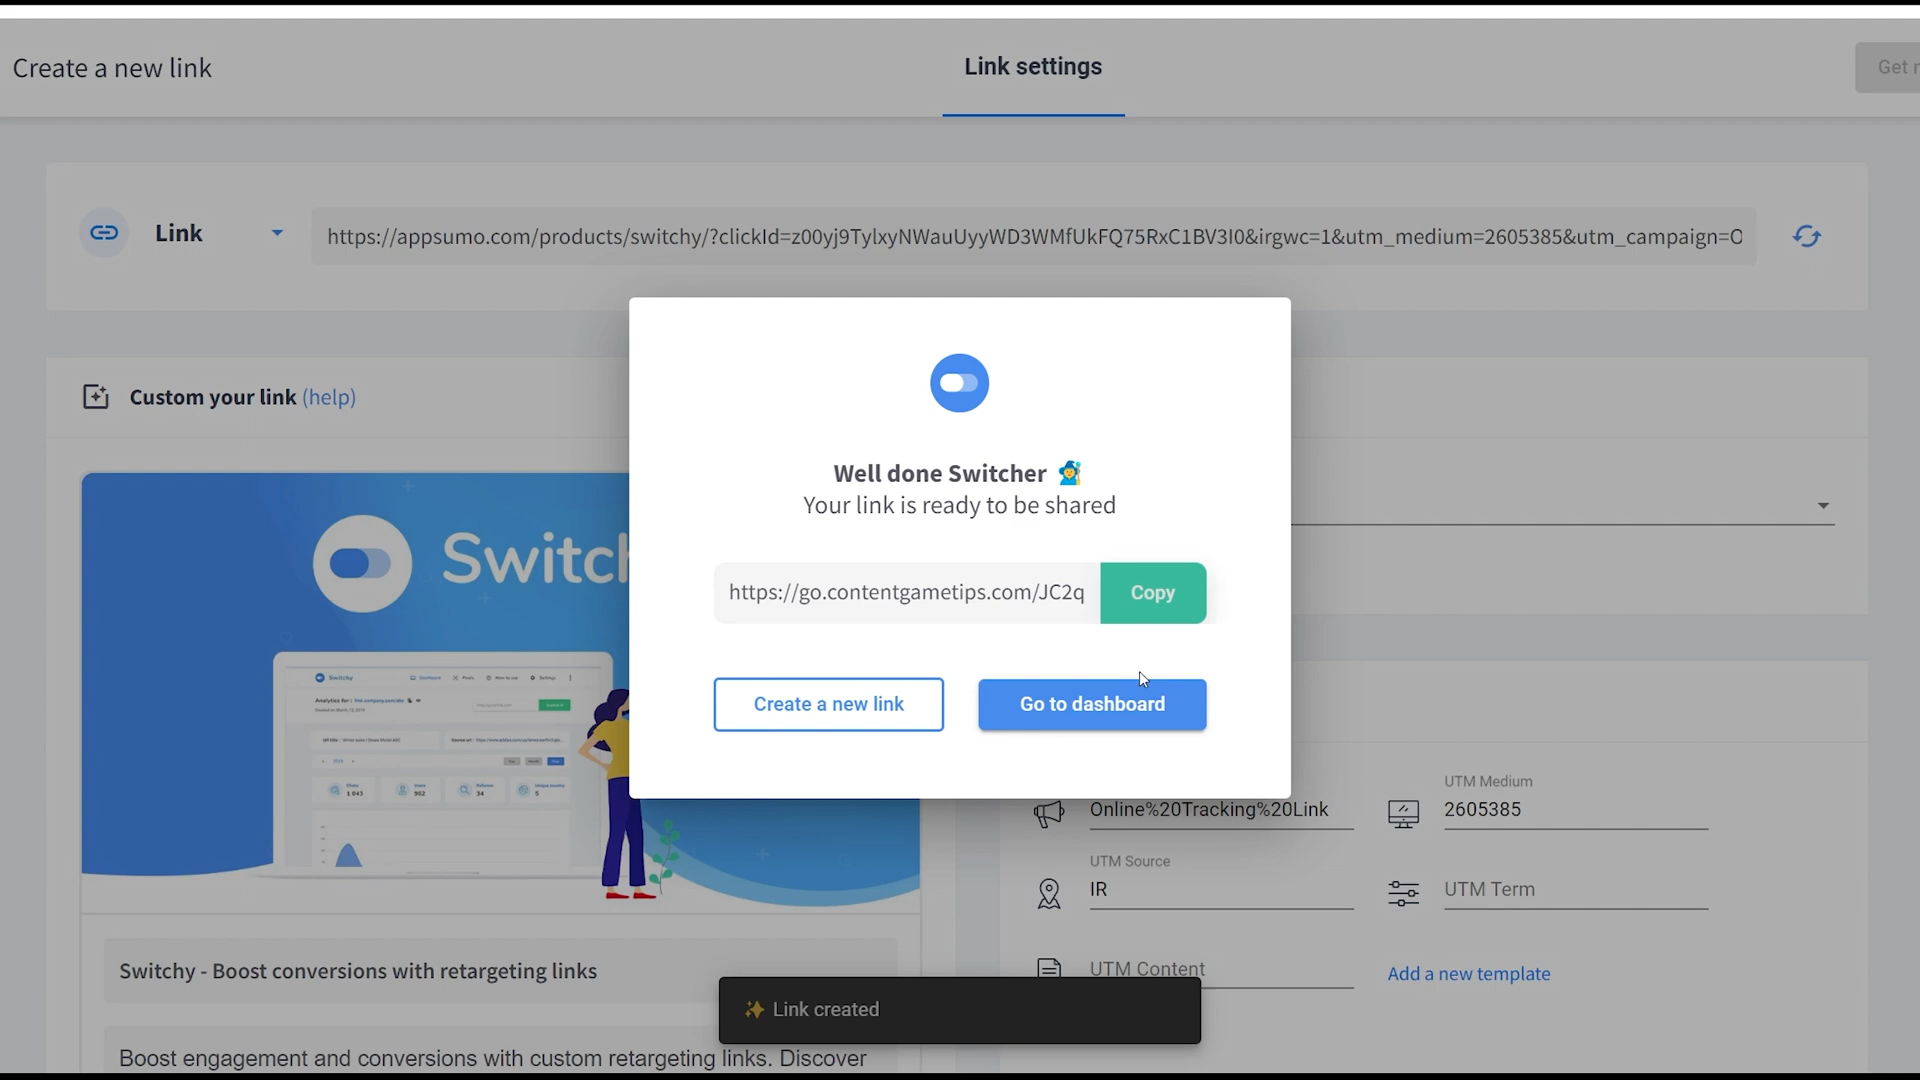 Create a new link
Link settings
Get
Link
https://appsumo.com/products/switchy/?clickId=z00yj9TylxyNWauUyyWD3WMfUkFQ75RxC1BV3I0&irgwc=1&utm_medium=2605385&utm_campaign=O
Custom your link (help)
Switch
Switchy
Well done Switcher
Your link is ready to be shared
https://go.contentgametips.com/JC2q
Copy
Create a new link
Go to dashboard
Online%20Tracking%20Link
UTM Medium
2605385
UTM Source
IR
UTM Term
UTM Content
Add a new template
Switchy - Boost conversions with retargeting links
Boost engagement and conversions with custom retargeting links. Discover
Link created